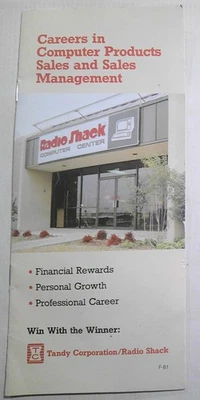 Careers in
Computer Products
Sales and Sales
Management
Radio Shack
COMPUTER CENTER
• Financial Rewards
• Personal Growth
• Professional Career
Win With the Winner:
Tandy Corporation/Radio Shack
F-81